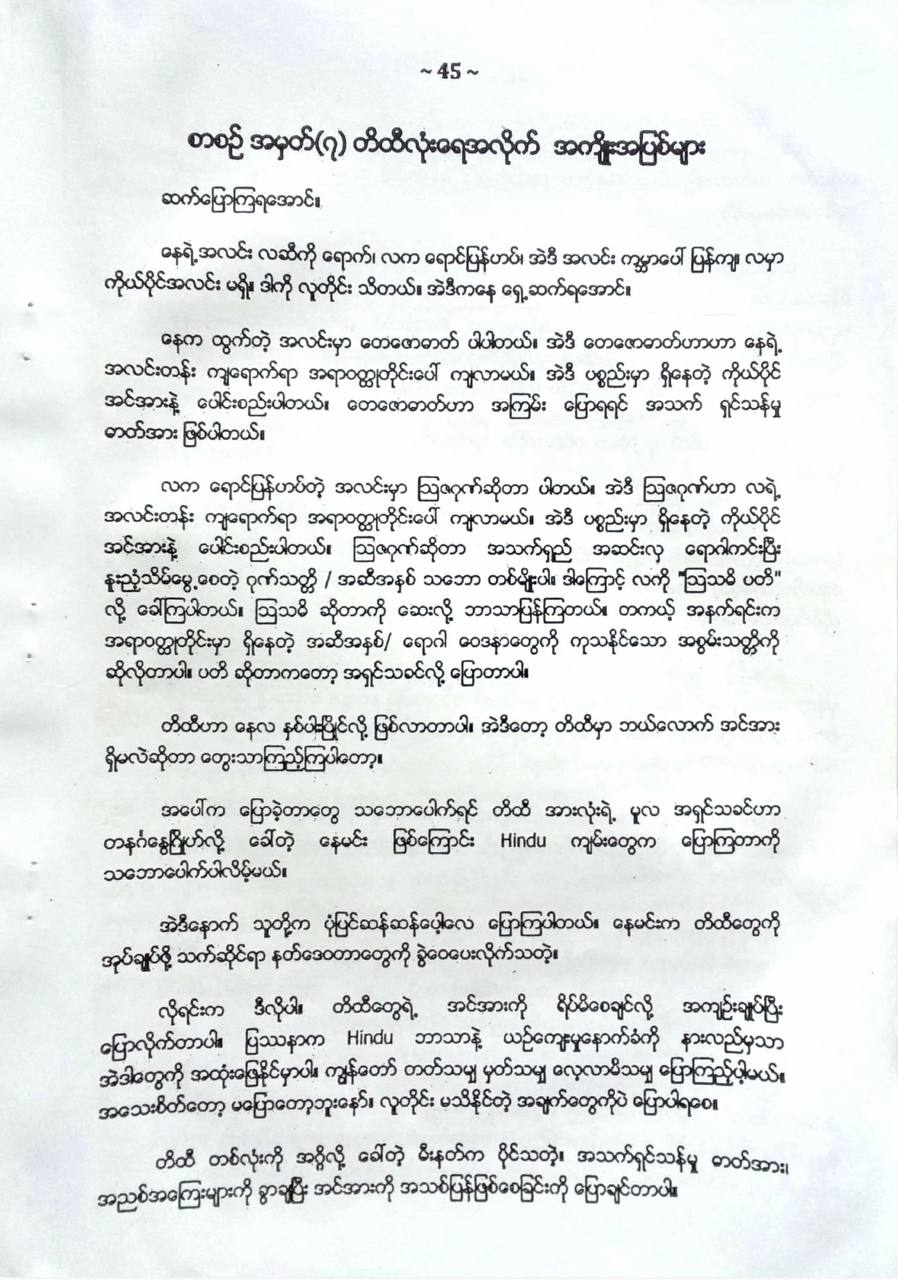 ~ 45 ~
စာစဉ် အမှတ်(၇) တိထီလုံးရေအလိုက် အကျိုးအပြစ်များ
ဆက်ပြောကြရအောင်။
နေရဲ့အလင်း လဆီကို ရောက်၊ လက ရောင်ပြန်ဟပ်၊ အဲဒီ အလင်း ကမ္ဘာပေါ် ပြန်ကျ။ လမှာ
ကိုယ်ပိုင်အလင်း မရှိ။ ဒါကို လူတိုင်း သိတယ်။ အဲဒီကနေ ရှေ့ဆက်ရအောင်။
နေက ထွက်တဲ့ အလင်းမှာ တေဇောဓာတ် ပါပါတယ်။ အဲဒီ တေဇောဓာတ်ဟာဟာ နေရဲ့
အလင်းတန်း ကျရောက်ရာ အရာဝတ္ထုတိုင်းပေါ် ကျလာမယ်။ အဲဒီ ပစ္စည်းမှာ ရှိနေတဲ့ ကိုယ်ပိုင်
အင်အားနဲ့ ပေါင်းစည်းပါတယ်။ တေဇောဓာတ်ဟာ အကြမ်း ပြောရရင် အသက် ရှင်သန်မှု
ဓာတ်အား ဖြစ်ပါတယ်။
လက ရောင်ပြန်ဟပ်တဲ့ အလင်းမှာ ဩဇဂုဏ်ဆိုတာ ပါတယ်။ အဲဒီ ဩဇဂုဏ်ဟာ လရဲ့
အလင်းတန်း ကျရောက်ရာ အရာဝတ္ထုတိုင်းပေါ် ကျလာမယ်။ အဲဒီ ပစ္စည်းမှာ ရှိနေတဲ့ ကိုယ်ပိုင်
အင်အားနဲ့ ပေါင်းစည်းပါတယ်။ ဩဇဂုဏ်ဆိုတာ အသက်ရှည် အဆင်းလှ ရောဂါကင်းပြီး
နူးညံ့သိမ်မွေ့စေတဲ့ ဂုဏ်သတ္တိ / အဆီအနှစ် သဘော တစ်မျိုးပါ။ ဒါကြောင့် လကို "ဩသဓိ ပတိ"
လို့ ခေါ်ကြပါတယ်။ ဩသဓိ ဆိုတာကို ဆေးလို့ ဘာသာပြန်ကြတယ်။ တကယ့် အနက်ရင်းက
အရာဝတ္ထုတိုင်းမှာ ရှိနေတဲ့ အဆီအနှစ်/ ရောဂါ ဝေဒနာတွေကို ကုသနိုင်သော အစွမ်းသတ္တိကို
ဆိုလိုတာပါ။ ပတိ ဆိုတာကတော့ အရှင်သခင်လို့ ပြောတာပါ။
တိထီဟာ နေလ နှစ်ပါးပြိုင်လို့ ဖြစ်လာတာပါ။ အဲဒီတော့ တိထီမှာ ဘယ်လောက် အင်အား
ရှိမလဲဆိုတာ တွေးသာကြည့်ကြပါတော့။
အပေါ်က ပြောခဲ့တာတွေ သဘောပေါက်ရင် တိထီ အားလုံးရဲ့ မူလ အရှင်သခင်ဟာ
တနင်္ဂနွေဂြိုဟ်လို့ ခေါ်တဲ့ နေမင်း ဖြစ်ကြောင်း Hindu ကျမ်းတွေက ပြောကြတာကို
သဘောပေါက်ပါလိမ့်မယ်။
အဲဒီနောက် သူတို့က ပုံပြင်ဆန်ဆန်ပေ့ါလေ ပြောကြပါတယ်။ နေမင်းက တိထီတွေကို
အုပ်ချုပ်ဖို့ သက်ဆိုင်ရာ နတ်ဒေဝတာတွေကို ခွဲဝေပေးလိုက်သတဲ့။
လိုရင်းက ဒီလိုပါ။ တိထီတွေရဲ့ အင်အားကို ရိပ်မိစေချင်လို့ အကျဉ်းချုပ်ပြီး
ပြောလိုက်တာပါ။ ပြဿနာက Hindu ဘာသာနဲ့ ယဉ်ကျေးမှုနောက်ခံကို နားလည်မှသာ
အဲဒါတွေကို အထုံးဖြေနိုင်မှာပါ။ ကျွန်တော် တတ်သမျှ မှတ်သမျှ လေ့လာမိသမျှ ပြောကြည့်ပါ့မယ်။
အသေးစိတ်တော့ မပြောတော့ဘူးနော်။ လူတိုင်း မသိနိုင်တဲ့ အချက်တွေကိုပဲ ပြောပါရစေ။
တိထီ တစ်လုံးကို အဂ္ဂိလို့ ခေါ်တဲ့ မီးနတ်က ပိုင်သတဲ့။ အသက်ရှင်သန်မှု ဓာတ်အား၊
အညစ်အကြေးများကို ခွာချပြီး အင်အားကို အသစ်ပြန်ဖြစ်စေခြင်းကို ပြောချင်တာပါ။